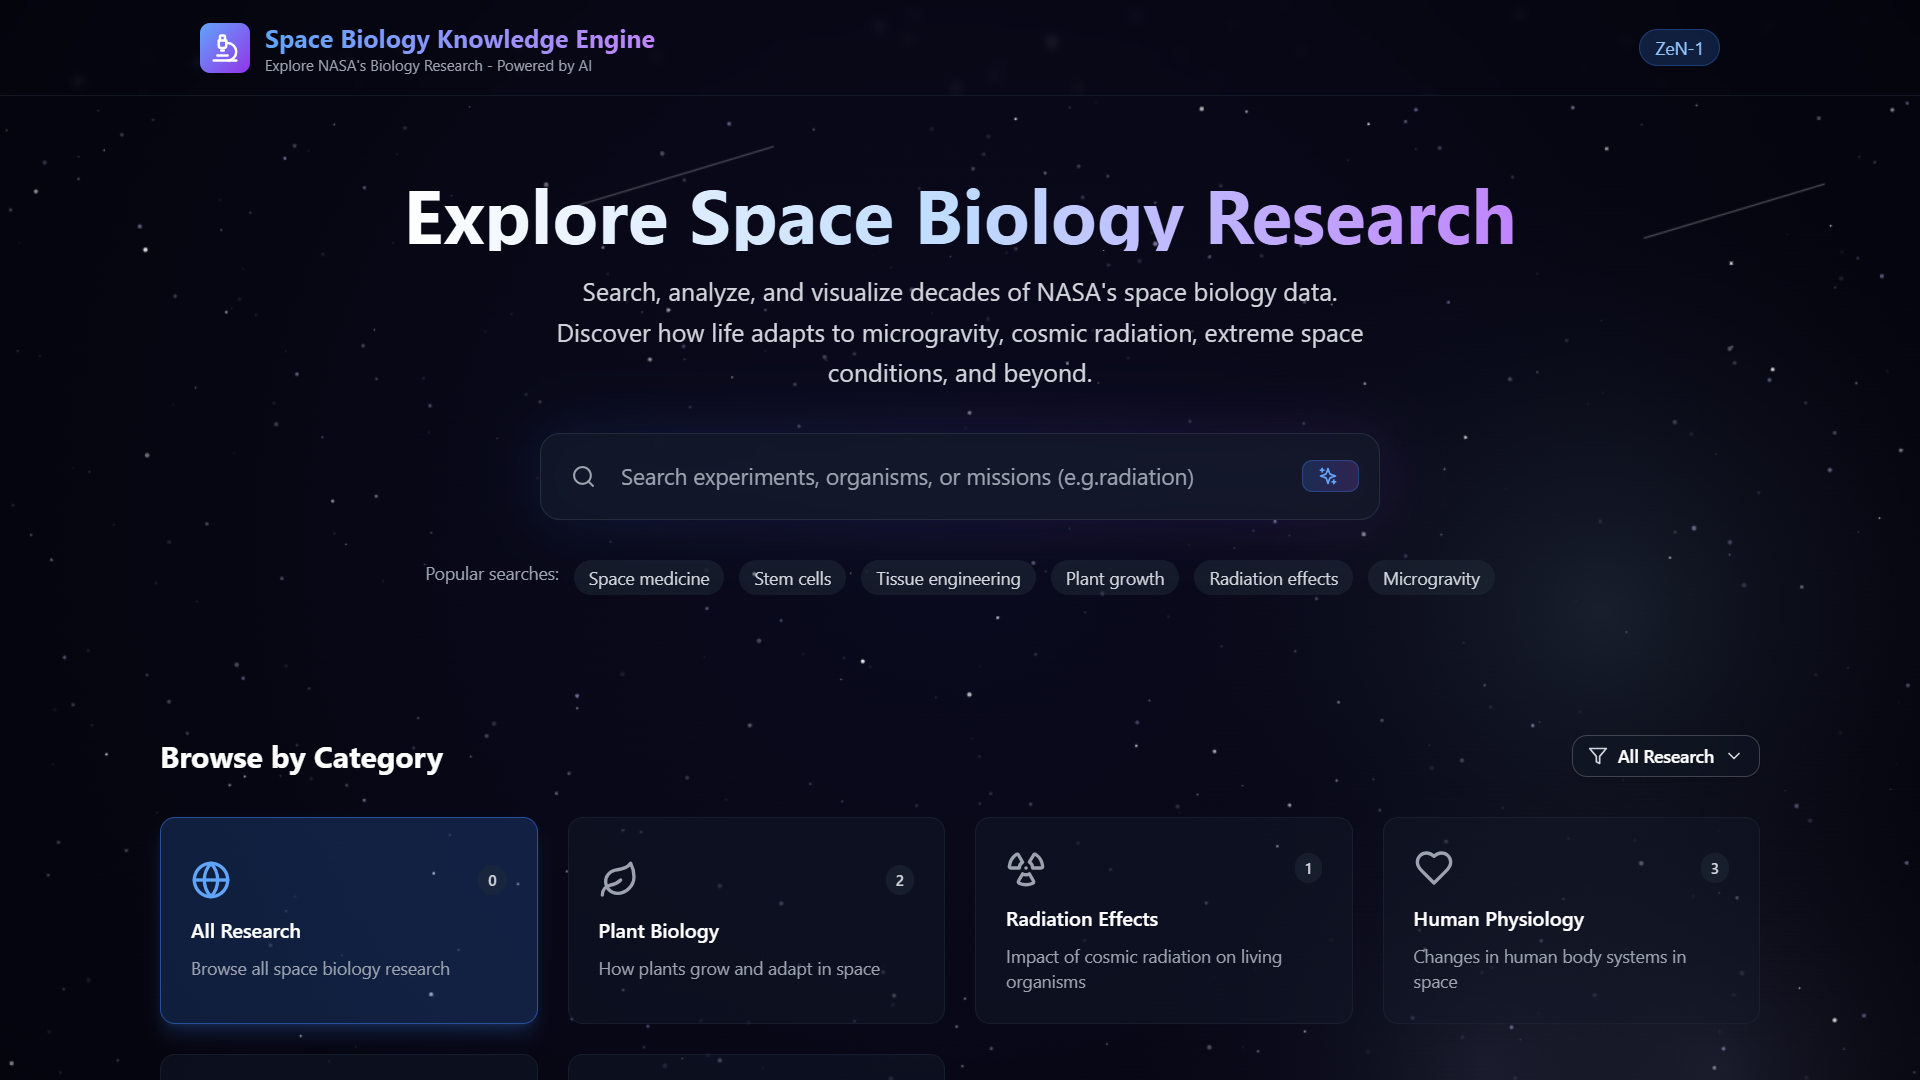 Space Biology Knowledge Engine
Explore NASA's Biology Research - Powered by AI
ZeN-1
Explore Space Biology Research
Search, analyze, and visualize decades of NASA's space biology data.
Discover how life adapts to microgravity, cosmic radiation, extreme space
conditions, and beyond.
Search experiments, organisms, or missions (e.g.radiation)
Popular searches:
Space medicine
Stem cells
Tissue engineering
Plant growth
Radiation effects
Microgravity
Browse by Category
All Research
0
All Research
Browse all space biology research
2
Plant Biology
How plants grow and adapt in space
1
Radiation Effects
Impact of cosmic radiation on living
organisms
3
Human Physiology
Changes in human body systems in
space